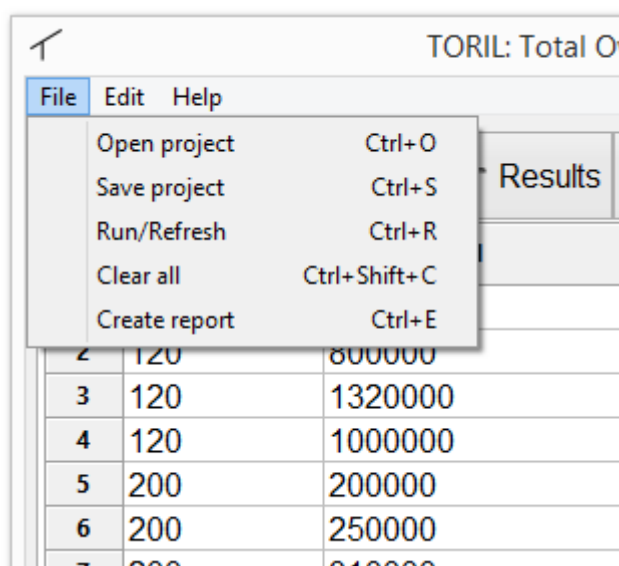 TORIL: Total
File Edit Help
Open project Ctrl+O
Save project Ctrl+S
Run/Refresh Ctrl+R
Clear all Ctrl+Shift+C
Create report Ctrl+E
Results
2 120 800000
3 120 1320000
4 120 1000000
5 200 200000
6 200 250000